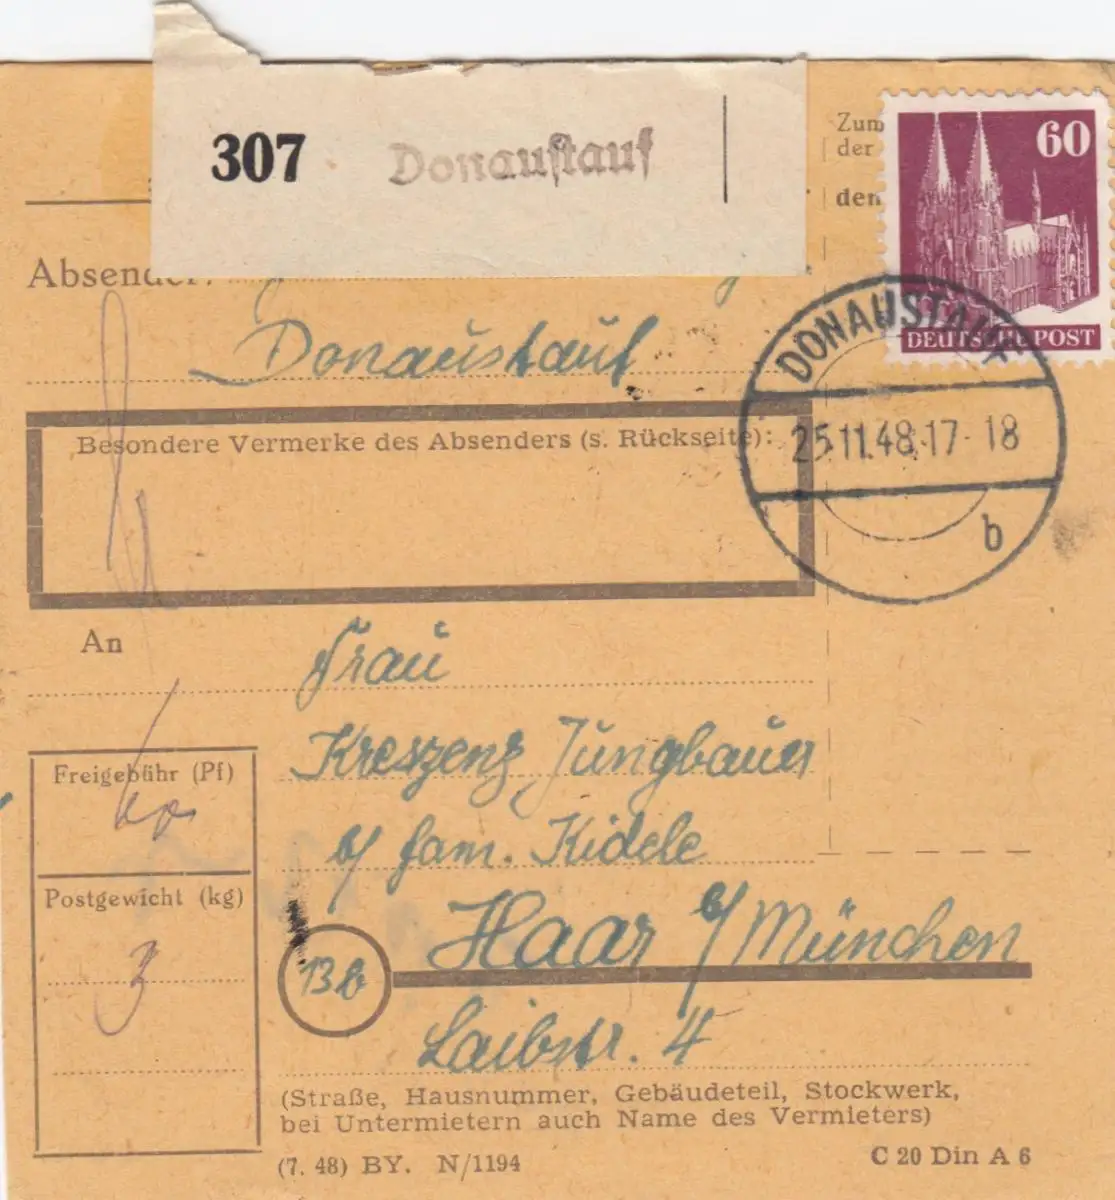 307 Donaustauf
Zum
der
den
60
DEUTSCHE POST
Absender:
Donaustauf
DONAUSTAUF
25.11.48.17-18
b
Besondere Vermerke des Absenders (s. Rückseite):
An
Frau
Kreszenz Jungbauer
b/ Fam. Kidele
Haar b/München
13b
Laibstr. 4
Freigebühr (Pf)
60
Postgewicht (kg)
3
(Straße, Hausnummer, Gebäudeteil, Stockwerk,
bei Untermietern auch Name des Vermieters)
(7. 48) BY. N/1194
C 20 Din A 6